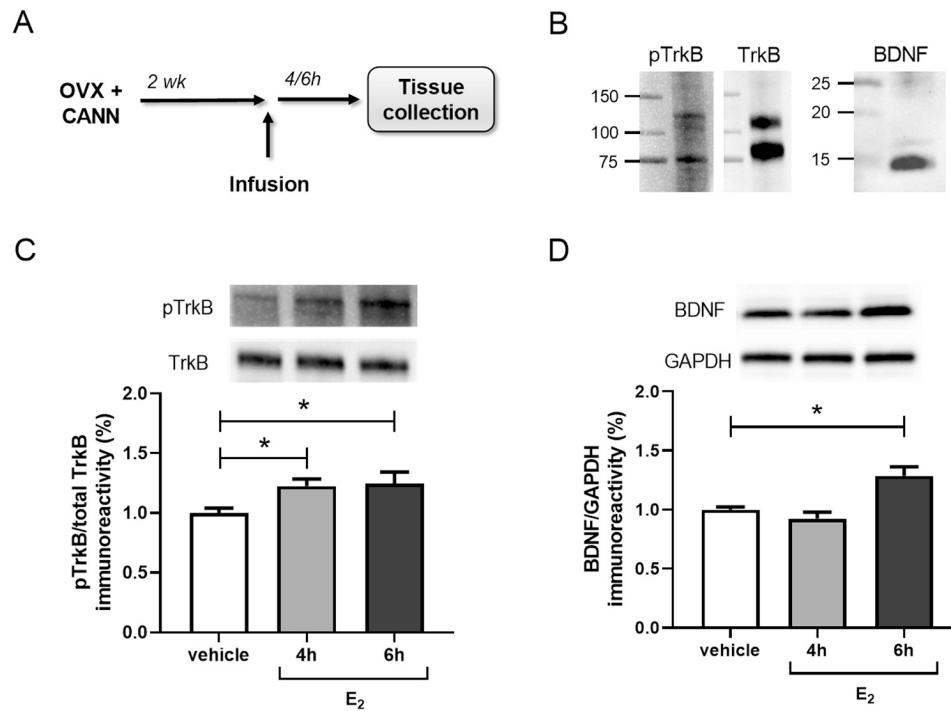 A
OVX +
CANN
2 wk
4/6h
Tissue
collection
Infusion
B
pTrkB
TrkB
BDNF
150
100
75
25
20
15
C
pTrkB
TrkB
2.0
1.5
1.0
0.5
0.0
pTrkB/total TrkB
immunoreactivity (%)
*
*
vehicle
4h
6h
E₂
D
BDNF
GAPDH
2.0
1.5
1.0
0.5
0.0
BDNF/GAPDH
immunoreactivity (%)
*
vehicle
4h
6h
E₂